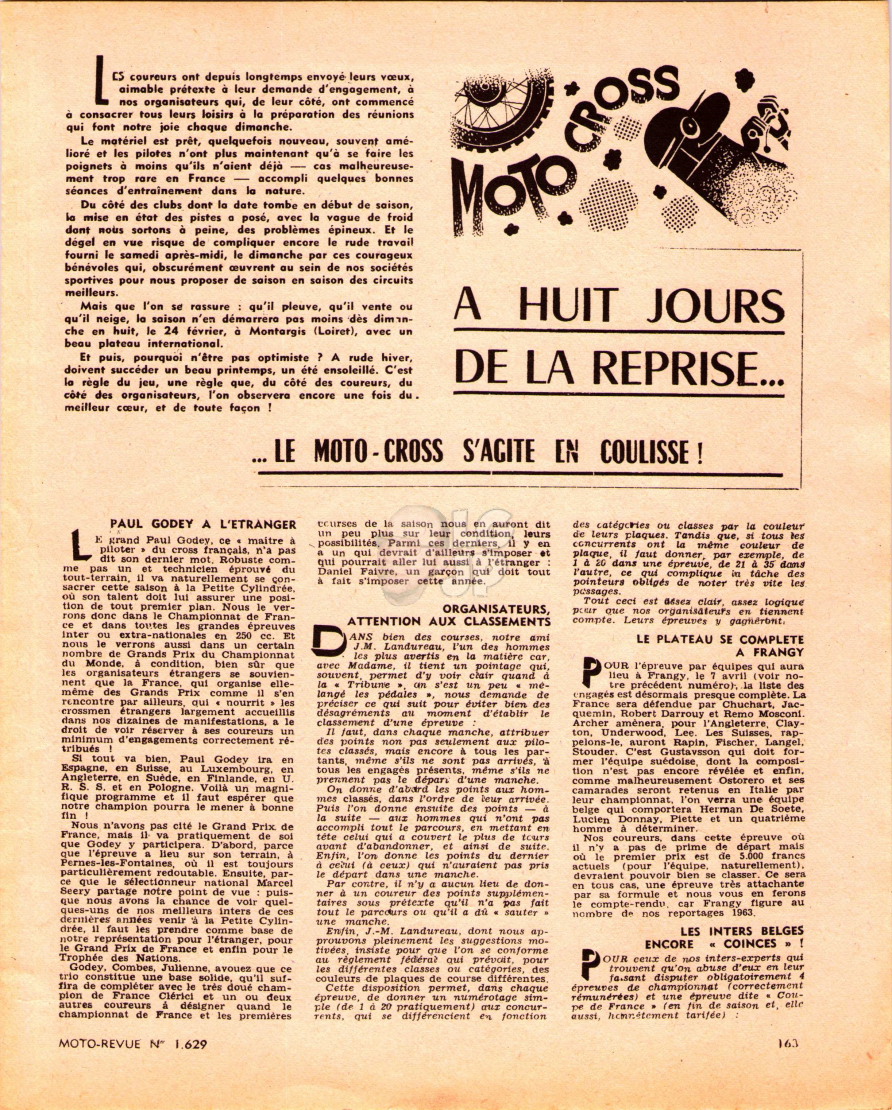 LES coureurs ont depuis longtemps envoyé leurs vœux,
aimable prétexte à leur demande d'engagement, à
nos organisateurs qui, de leur côté, ont commencé
à consacrer tous leurs loisirs à la préparation des réunions
qui font notre joie chaque dimanche.
Le matériel est prêt, quelquefois nouveau, souvent amé-
lioré et les pilotes n'ont plus maintenant qu'à se faire les
poignets à moins qu'ils n'aient déjà — cas malheureuse-
ment trop rare en France — accompli quelques bonnes
séances d'entraînement dans la nature.
Du côté des clubs dont la date tombe en début de saison,
la mise en état des pistes a posé, avec la vague de froid
dont nous sortons à peine, des problèmes épineux. Et le
dégel en vue risque de compliquer encore le rude travail
fourni le samedi après-midi, le dimanche par ces courageux
bénévoles qui, obscurément œuvrent au sein de nos sociétés
sportives pour nous proposer de saison en saison des circuits
meilleurs.
Mais que l'on se rassure : qu'il pleuve, qu'il vente ou
qu'il neige, la saison n'en démarrera pas moins dès diman-
che en huit, le 24 février, à Montargis (Loiret), avec un
beau plateau international.
Et puis, pourquoi n'être pas optimiste ? A rude hiver,
doivent succéder un beau printemps, un été ensoleillé. C'est
la règle du jeu, une règle que, du côté des coureurs, du
côté des organisateurs, l'on observera encore une fois du
meilleur cœur, et de toute façon !
MOTO CROSS
A HUIT JOURS
DE LA REPRISE...
... LE MOTO-CROSS S'AGITE EN COULISSE !
PAUL GODEY A L'ETRANGER
LE grand Paul Godey, ce « maître à
piloter » du cross français, n'a pas
dit son dernier mot. Robuste com-
me pas un et technicien éprouvé du
tout-terrain, il va naturellement se con-
sacrer cette saison à la Petite Cylindrée,
où son talent doit lui assurer une posi-
tion de tout premier plan. Nous le ver-
rons donc dans le Championnat de Fran-
ce et dans toutes les grandes épreuves
inter ou extra-nationales en 250 cc. Et
nous le verrons aussi dans un certain
nombre de Grands Prix du Championnat
du Monde, à condition, bien sûr que
les organisateurs étrangers se souvien-
nent que la France, qui organise elle-
même des Grands Prix comme il s'en
rencontre par ailleurs, qui « nourrit » les
crossmen étrangers largement accueillis
dans nos dizaines de manifestations, a le
droit de voir réserver à ses coureurs un
minimum d'engagements correctement ré-
tribués !
Si tout va bien, Paul Godey ira en
Espagne, en Suisse, au Luxembourg, en
Angleterre, en Suède, en Finlande, en U.
R. S. S. et en Pologne. Voilà un magni-
fique programme et il faut espérer que
notre champion pourra le mener à bonne
fin !
Nous n'avons pas cité le Grand Prix de
France, mais il va pratiquement de soi
que Godey y participera. D'abord, parce
que l'épreuve a lieu sur son terrain, à
Pernes-les-Fontaines, où il est toujours
particulièrement redoutable. Ensuite, par-
ce que le sélectionneur national Marcel
Seery partage notre point de vue : puis-
que nous avons la chance de voir quel-
ques-uns de nos meilleurs inters de ces
dernières années venir à la Petite Cylin-
drée, il faut les prendre comme base de
notre représentation pour l'étranger, pour
le Grand Prix de France et enfin pour le
Trophée des Nations.
Godey, Combes, Julienne, avouez que ce
trio constitue une base solide, qu'il suf-
fira de compléter avec le très doué cham-
pion de France Clérici et un ou deux
autres coureurs à désigner quand le
championnat de France et les premières
courses de la saison nous en auront dit
un peu plus sur leur condition, leurs
possibilités. Parmi ces derniers, il y en
a un qui devrait d'ailleurs s'imposer et
qui pourrait aller lui aussi à l'étranger :
Daniel Faivre, un garçon qui doit tout
à fait s'imposer cette année.
ORGANISATEURS,
ATTENTION AUX CLASSEMENTS
DANS bien des courses, notre ami
J.M. Landureau, l'un des hommes
les plus avertis en la matière car,
avec Madame, il tient un pointage qui,
souvent, permet d'y voir clair quand à
la « Tribune », on s'est un peu « mé-
langé les pédales », nous demande de
préciser ce qui suit pour éviter bien des
désagréments au moment d'établir le
classement d'une épreuve :
Il faut, dans chaque manche, attribuer
des points non pas seulement aux pilo-
tes classés, mais encore à tous les par-
tants, même s'ils ne sont pas arrivés, à
tous les engagés présents, même s'ils ne
prennent pas le départ d'une manche.
On donne d'abord les points aux hom-
mes classés, dans l'ordre de leur arrivée.
Puis l'on donne ensuite des points — à
la suite — aux hommes qui n'ont pas
accompli tout le parcours, en mettant en
tête celui qui a couvert le plus de tours
avant d'abandonner, et ainsi de suite.
Enfin, l'on donne les points du dernier
à celui (à ceux) qui n'auraient pas pris
le départ dans une manche.
Par contre, il n'y a aucun lieu de don-
ner à un coureur des points supplémen-
taires sous prétexte qu'il n'a pas fait
tout le parcours ou qu'il a dû « sauter »
une manche.
Enfin, J.-M. Landureau, dont nous ap-
prouvons pleinement les suggestions mo-
tivées, insiste pour que l'on se conforme
au règlement fédéral qui prévoit, pour
les différentes classes ou catégories, des
couleurs de plaques de course différentes.
Cette disposition permet, dans chaque
épreuve, de donner un numérotage sim-
ple (de 1 à 20 pratiquement) aux concur-
rents, qui se différencient en fonction
des catégories ou classes par la couleur
de leurs plaques. Tandis que, si tous les
concurrents ont la même couleur de
plaque, il faut donner, par exemple, de
1 à 20 dans une épreuve, de 21 à 35 dans
l'autre, ce qui complique la tâche des
pointeurs obligés de noter très vite les
passages.
Tout ceci est assez clair, assez logique
pour que nos organisateurs en tiennent
compte. Leurs épreuves y gagneront.
LE PLATEAU SE COMPLETE
A FRANGY
POUR l'épreuve par équipes qui aura
lieu à Frangy, le 7 avril (voir no-
tre précédent numéro), la liste des
engagés est désormais presque complète. La
France sera défendue par Chuchart, Jac-
quemin, Robert Darrouy et Remo Mosconi.
Archer amènera, pour l'Angleterre, Clay-
ton, Underwood, Lee. Les Suisses, rap-
pelons-le, auront Rapin, Fischer, Langel,
Stouder. C'est Gustavsson qui doit for-
mer l'équipe suédoise, dont la composi-
tion n'est pas encore révélée et enfin,
comme malheureusement Ostorero et ses
camarades seront retenus en Italie par
leur championnat, l'on verra une équipe
belge qui comportera Herman De Soete,
Lucien Donnay, Piette et un quatrième
homme à déterminer.
Nos coureurs, dans cette épreuve où
il n'y a pas de prime de départ mais
où le premier prix est de 5.000 francs
actuels (pour l'équipe, naturellement),
devraient pouvoir bien se classer. Ce sera
en tous cas, une épreuve très attachante
par sa formule et nous vous en ferons
le compte-rendu, car Frangy figure au
nombre de nos reportages 1963.
LES INTERS BELGES
ENCORE « COINCES » !
POUR ceux de nos inters-experts qui
trouvent qu'on abuse d'eux en leur
faisant disputer obligatoirement 4
épreuves de championnat (correctement
rémunérées) et une épreuve dite « Cou-
pe de France » (en fin de saison et, elle
aussi, honnêtement tarifée) :
MOTO-REVUE N° 1.629
163